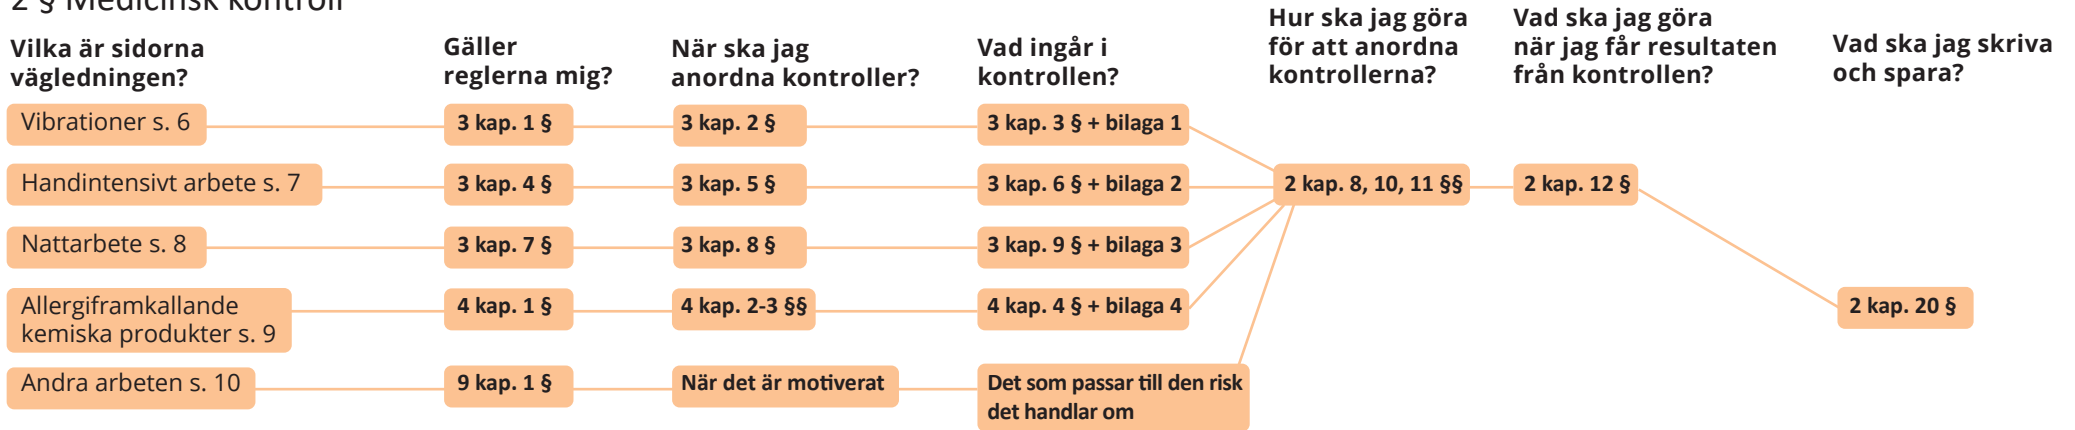 2 § Medicinsk kontroll
Vilka är sidorna
vägledningen?
Gäller
reglerna mig?
När ska jag
anordna kontroller?
Vad ingår i
kontrollen?
Hur ska jag göra
för att anordna
kontrollerna?
Vad ska jag göra
när jag får resultaten
från kontrollen?
Vad ska jag skriva
och spara?
Vibrationer s. 6
3 kap. 1 §
3 kap. 2 §
3 kap. 3 § + bilaga 1
Handintensivt arbete s. 7
3 kap. 4 §
3 kap. 5 §
3 kap. 6 § + bilaga 2
2 kap. 8, 10, 11 §§
2 kap. 12 §
Nattarbete s. 8
3 kap. 7 §
3 kap. 8 §
3 kap. 9 § + bilaga 3
Allergiframkallande
kemiska produkter s. 9
4 kap. 1 §
4 kap. 2-3 §§
4 kap. 4 § + bilaga 4
2 kap. 20 §
Andra arbeten s. 10
9 kap. 1 §
När det är motiverat
Det som passar till den risk
det handlar om